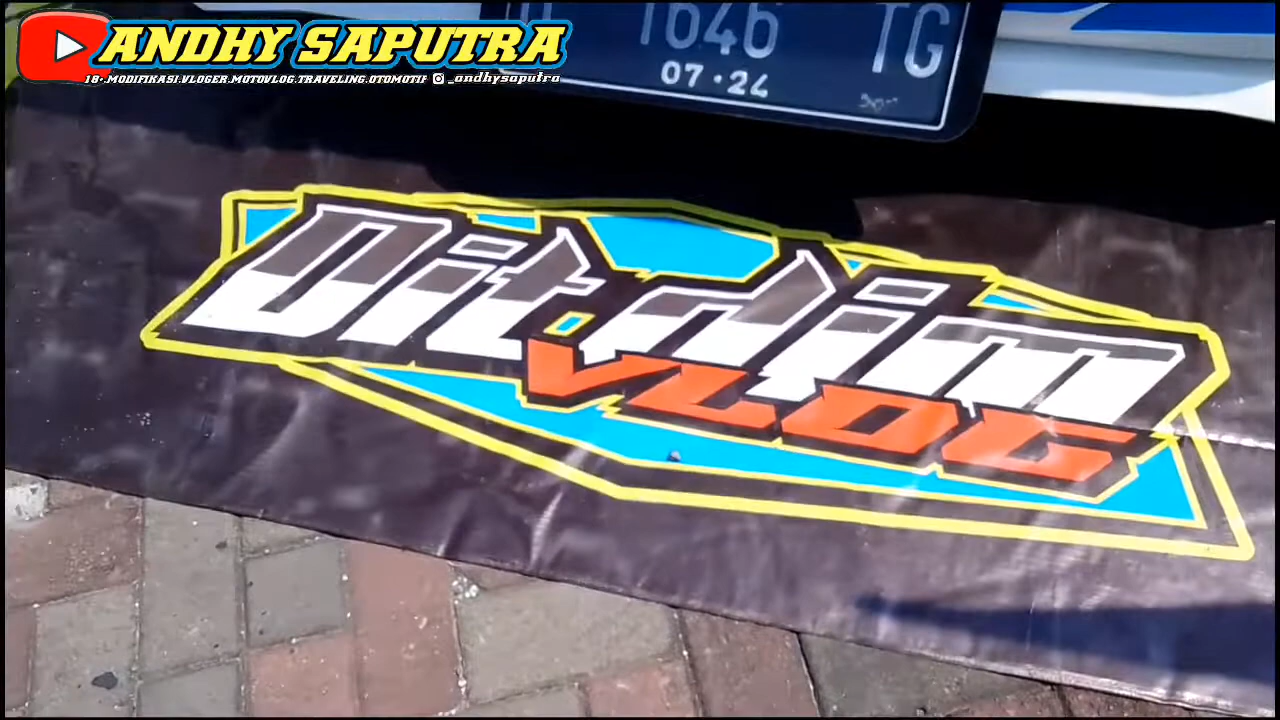 ANDHY SAPUTRA
18+.MODIFIKASI.VLOGER.MOTOVLOG.TRAVELING.OTOMOTIF _andhysaputra
1646 TG
07·24
Ditdim
VLOG